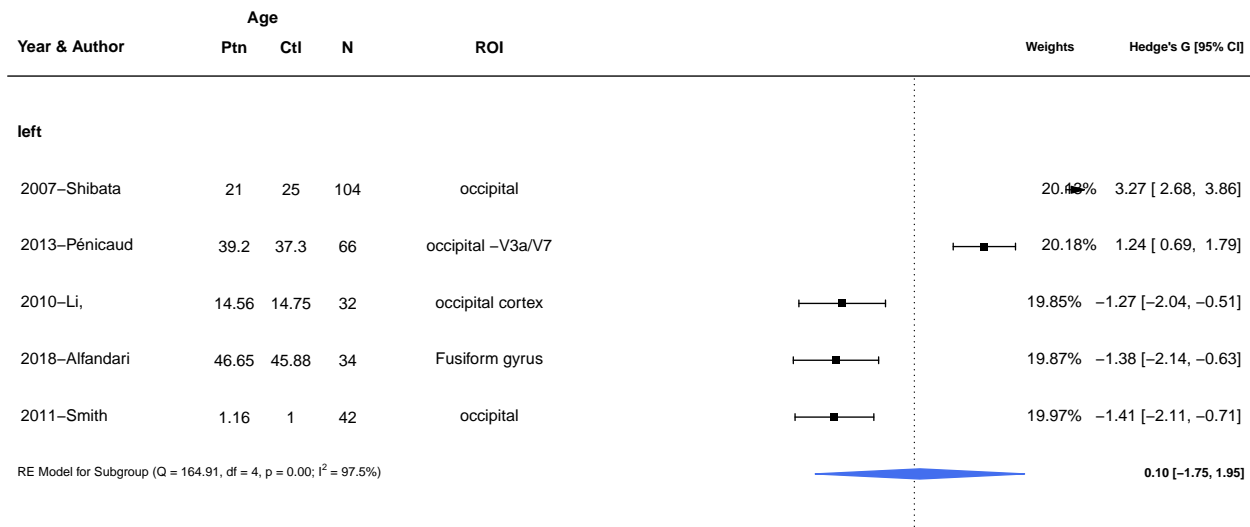 Age
Year & Author Ptn Ctl N ROI Weights Hedge's G [95% CI]
left
2007−Shibata 21 25 104 occipital 3.27 [ 2.68, 3.86]
2013−Pénicaud 39.2 37.3 66 occipital −V3a/V7 20.18% 1.24 [ 0.69, 1.79]
2010−Li, 14.56 14.75 32 occipital cortex 19.85% −1.27 [−2.04, −0.51]
2018−Alfandari 46.65 45.88 34 Fusiform gyrus 19.87% −1.38 [−2.14, −0.63]
2011−Smith 1.16 1 42 occipital 19.97% −1.41 [−2.11, −0.71]
RE Model for Subgroup (Q = 164.91, df = 4, p = 0.00; I² = 97.5%) 0.10 [−1.75, 1.95]